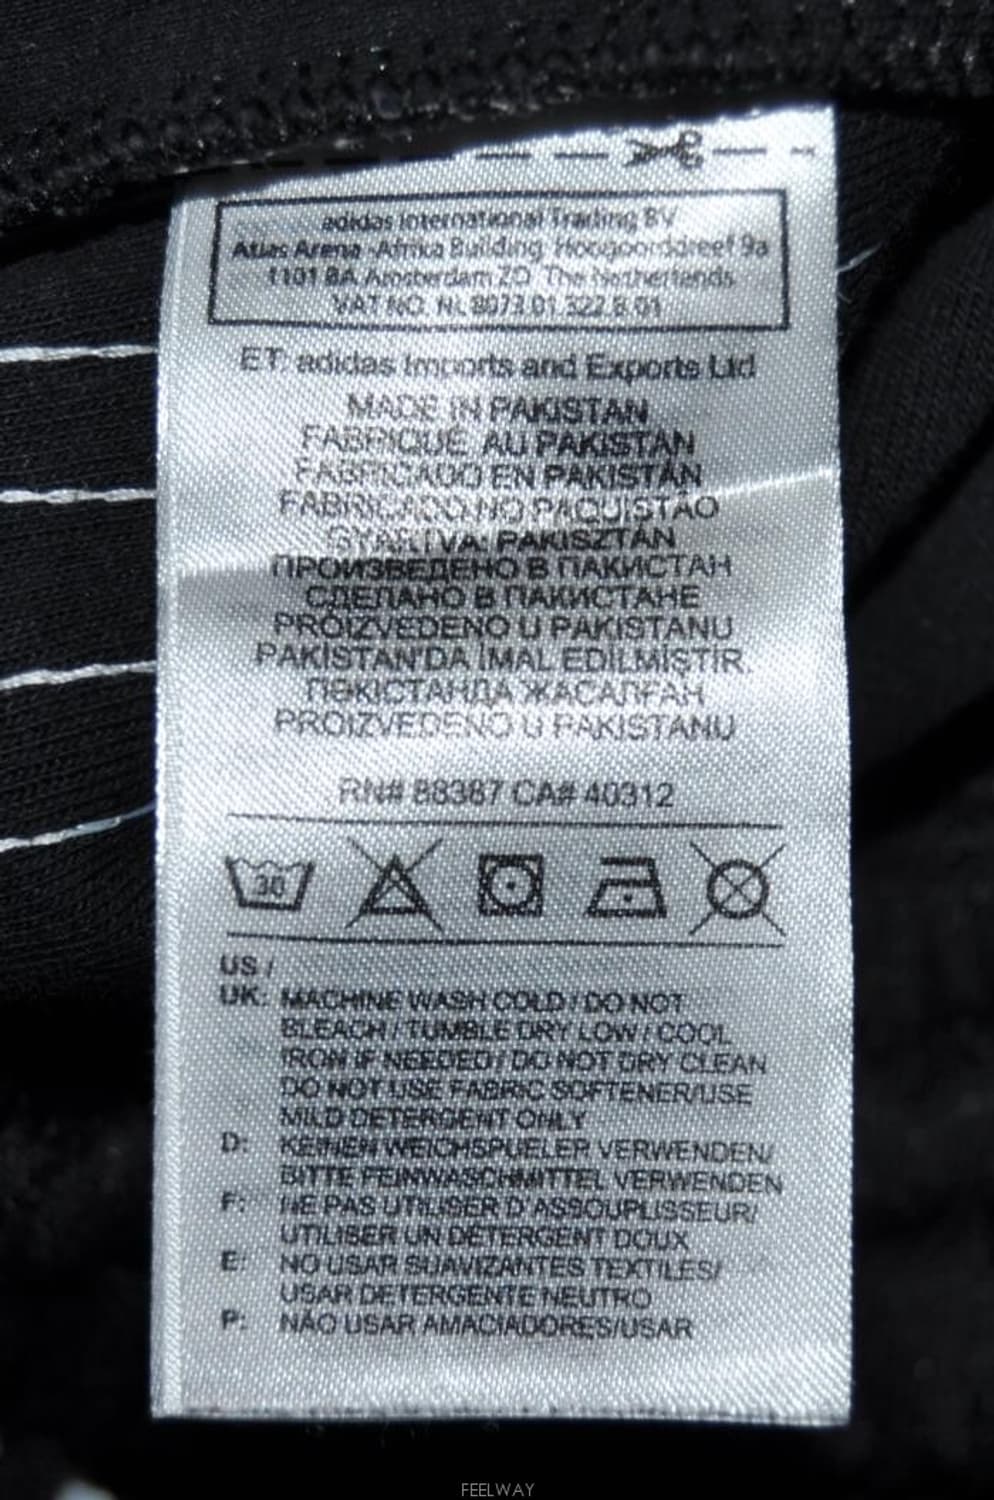 adidas International Trading BV
Atlas Arena -Afrika Building, Hoogoorddreef 9a
1101 BA Amsterdam ZO, The Netherlands
VAT NO. NL 8073.01.322.B.01
ET: adidas Imports and Exports Ltd
MADE IN PAKISTAN
FABRIQUÉ AU PAKISTAN
FABRICADO EN PAKISTÁN
FABRICADO NO PAQUISTÃO
GYÁRTVA: PAKISZTÁN
ПРОИЗВЕДЕНО В ПАКИСТАН
СДЕЛАНО В ПАКИСТАНЕ
PROIZVEDENO U PAKISTANU
PAKİSTAN'DA İMAL EDİLMİŞTİR.
ПӘКІСТАНДА ЖАСАЛҒАН
PROIZVEDENO U PAKISTANU
RN# 88387 CA# 40312
30
US /
UK: MACHINE WASH COLD / DO NOT
BLEACH / TUMBLE DRY LOW / COOL
IRON IF NEEDED / DO NOT DRY CLEAN
DO NOT USE FABRIC SOFTENER/USE
MILD DETERGENT ONLY
D: KEINEN WEICHSPUELER VERWENDEN/
BITTE FEINWASCHMITTEL VERWENDEN
F: NE PAS UTILISER D'ASSOUPLISSEUR/
UTILISER UN DÉTERGENT DOUX
E: NO USAR SUAVIZANTES TEXTILES/
USAR DETERGENTE NEUTRO
P: NÃO USAR AMACIADORES/USAR
FEELWAY